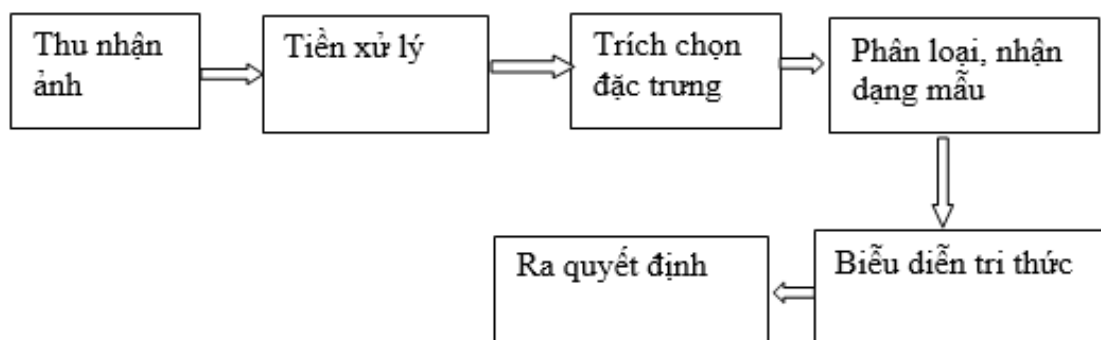 Thu nhận
ảnh
Tiền xử lý
Trích chọn
đặc trưng
Phân loại, nhận
dạng mẫu
Biễu diễn tri thức
Ra quyết định